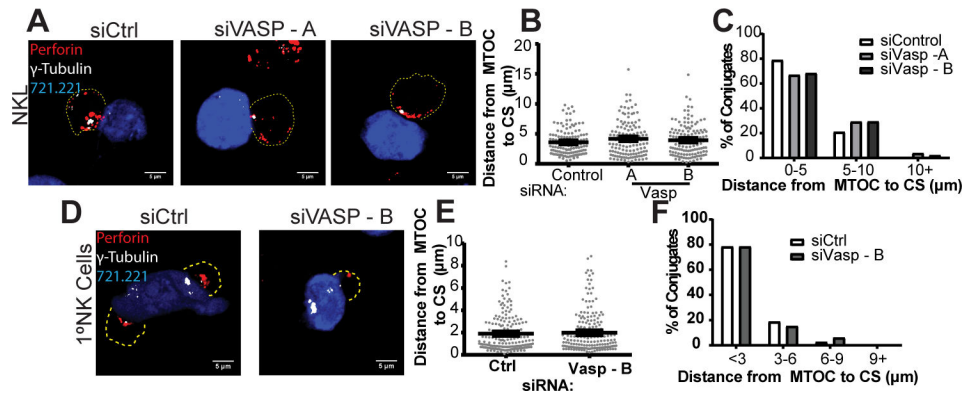 A
siCtrl
siVASP - A
siVASP - B
Perforin
γ-Tubulin
721.221
NKL
5 µm
5 µm
5 µm
B
Distance from MTOC
to CS (µm)
20
15
10
5
0
Control
A
B
siRNA:
Vasp
C
siControl
siVasp -A
siVasp - B
% of Conjugates
100
80
60
40
20
0
0-5
5-10
10+
Distance from MTOC to CS (µm)
D
siCtrl
siVASP - B
Perforin
γ-Tubulin
721.221
1ºNK Cells
5 µm
5 µm
E
Distance from MTOC
to CS (µm)
10
8
6
4
2
0
Ctrl
Vasp - B
siRNA:
F
siCtrl
siVasp - B
% of Conjugates
100
80
60
40
20
0
<3
3-6
6-9
9+
Distance from MTOC to CS (µm)